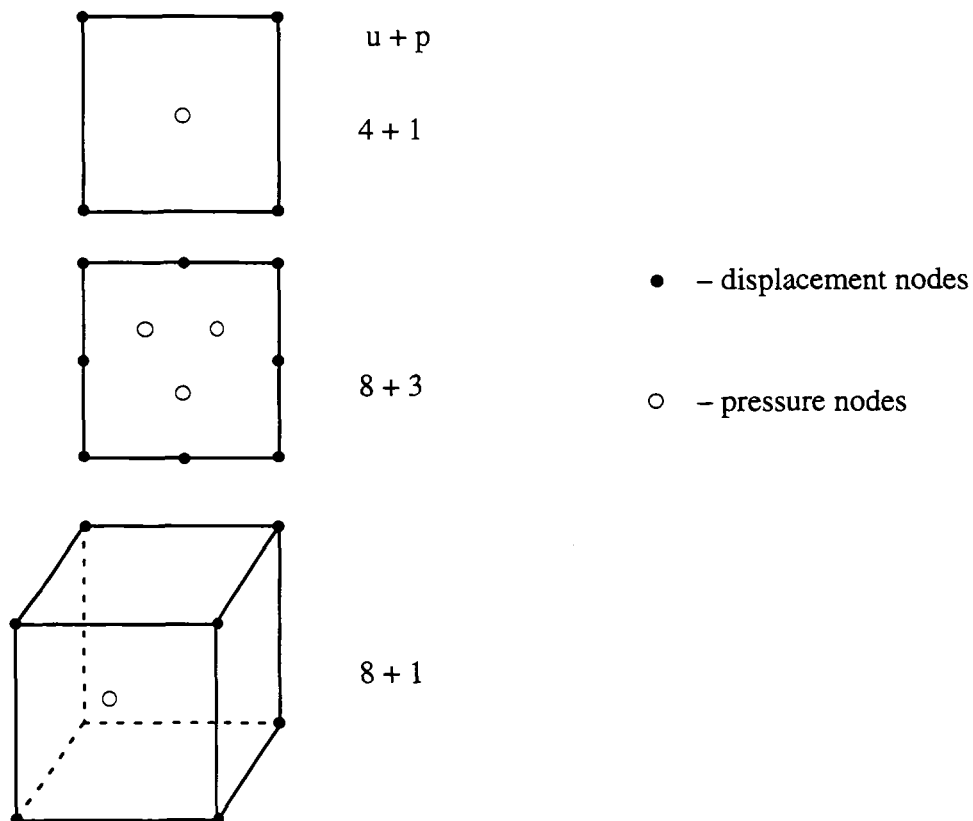 u + p
4 + 1
8 + 3
8 + 1
– displacement nodes
– pressure nodes